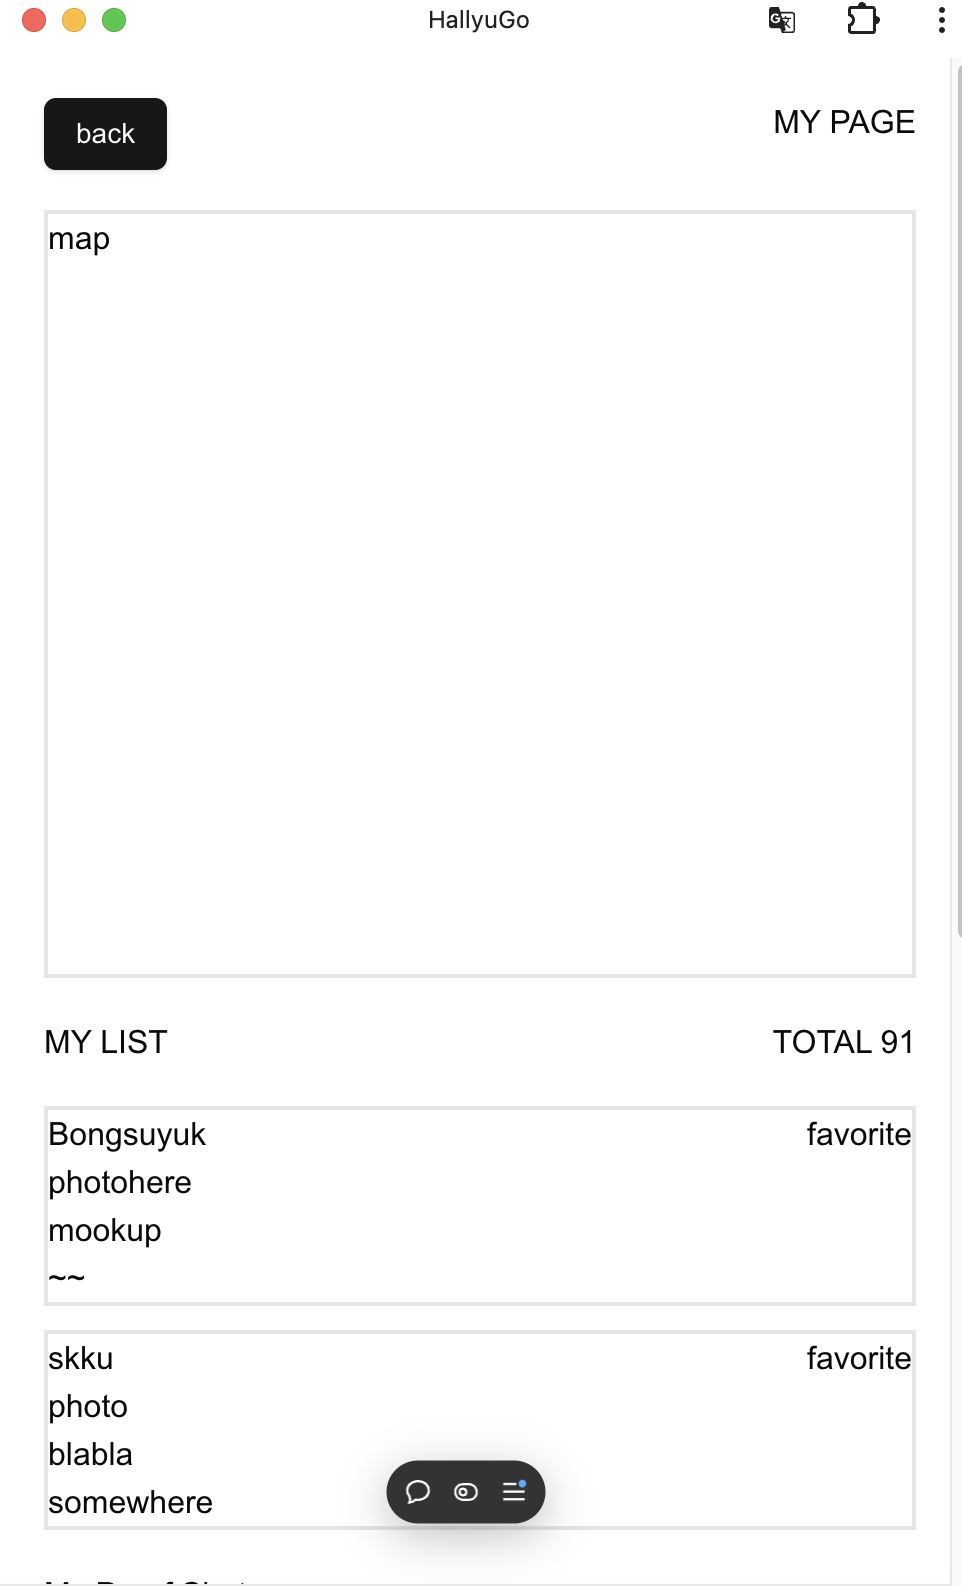 HallyuGo
back
MY PAGE
map
MY LIST
TOTAL 91
Bongsuyuk
favorite
photohere
mookup
~~
skku
favorite
photo
blabla
somewhere